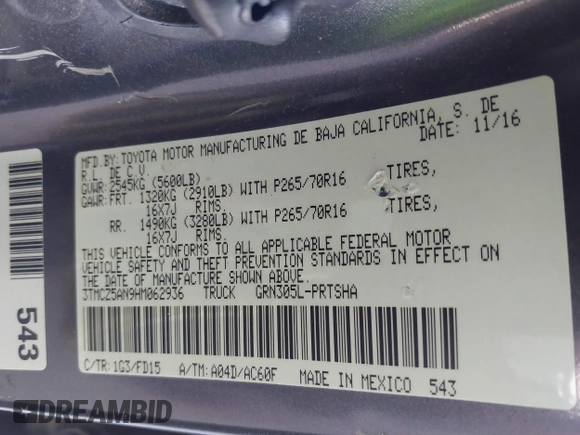 MFD.BY:TOYOTA MOTOR MANUFACTURING DE BAJA CALIFORNIA, S. DE
R.L. DE C.V. DATE: 11/16
GVWR:2545KG (5600LB)
GAWR:FRT. 1320KG (2910LB) WITH P265/70R16 TIRES,
16X7J RIMS,
RR. 1490KG (3280LB) WITH P265/70R16 TIRES,
16X7J RIMS.
THIS VEHICLE CONFORMS TO ALL APPLICABLE FEDERAL MOTOR
VEHICLE SAFETY AND THEFT PREVENTION STANDARDS IN EFFECT ON
THE DATE OF MANUFACTURE SHOWN ABOVE.
3TMCZ5AN9HM062936 TRUCK GRN305L-PRTSHA
C/TR:1G3/FD15 A/TM:A04D/AC60F MADE IN MEXICO 543
543
DREAMBID